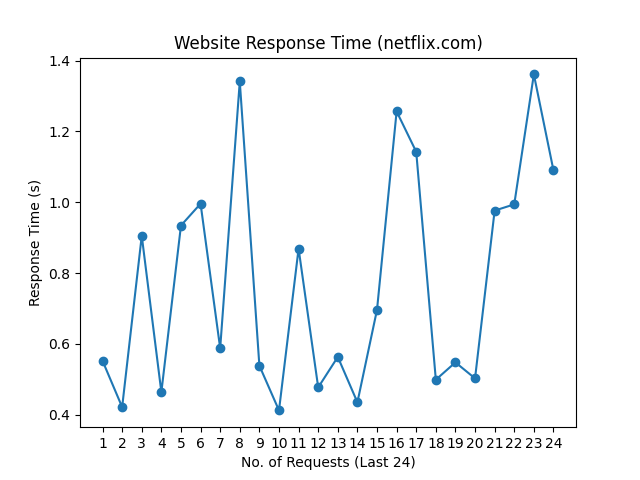 Website Response Time (netflix.com)
Response Time (s)
1.4
1.2
1.0
0.8
0.6
0.4
1 2 3 4 5 6 7 8 9 10 11 12 13 14 15 16 17 18 19 20 21 22 23 24
No. of Requests (Last 24)